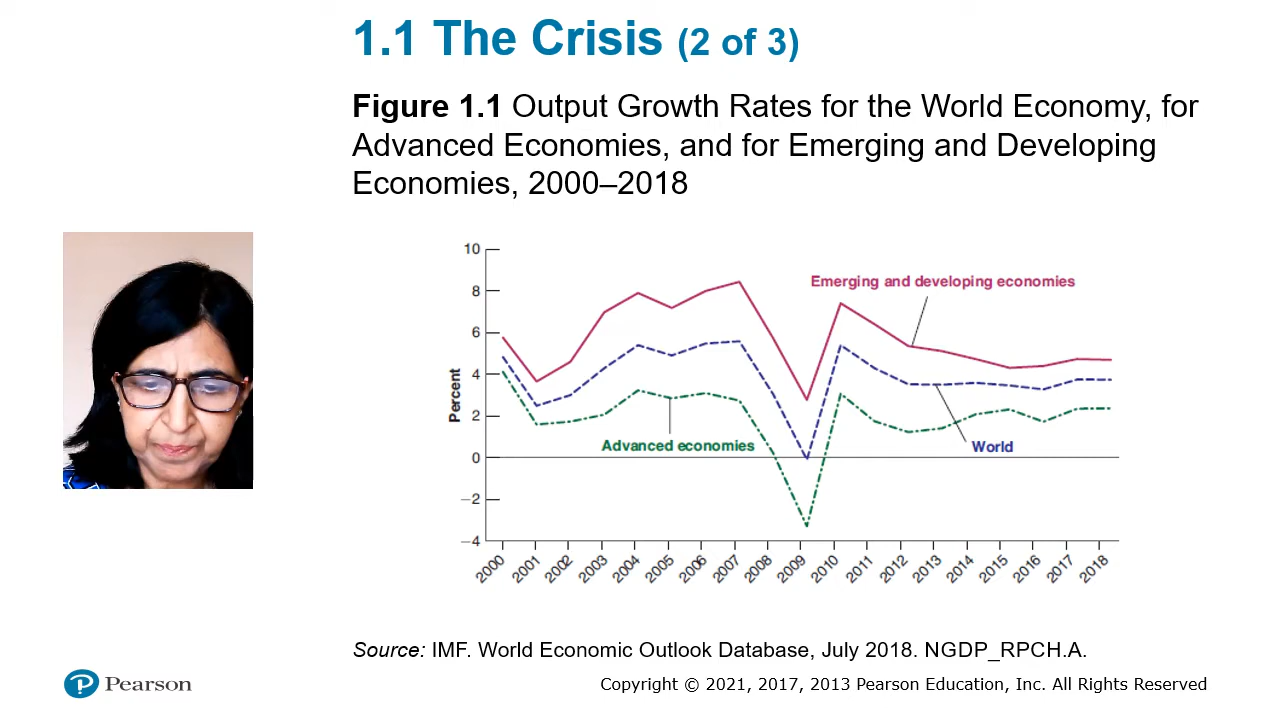 1.1 The Crisis (2 of 3)
Figure 1.1 Output Growth Rates for the World Economy, for
Advanced Economies, and for Emerging and Developing
Economies, 2000–2018
10
8
6
4
2
0
−2
−4
Percent
Emerging and developing economies
Advanced economies
World
2000
2001
2002
2003
2004
2005
2006
2007
2008
2009
2010
2011
2012
2013
2014
2015
2016
2017
2018
Source: IMF. World Economic Outlook Database, July 2018. NGDP_RPCH.A.
P Pearson
Copyright © 2021, 2017, 2013 Pearson Education, Inc. All Rights Reserved